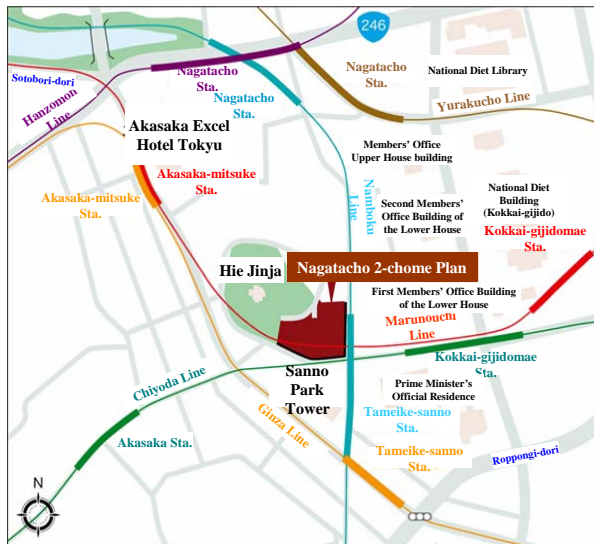 246
Sotobori-dori
Nagatacho
Sta.
Nagatacho
Sta.
Nagatacho
Sta.
National Diet Library
Hanzomon
Line
Yurakucho Line
Akasaka Excel
Hotel Tokyu
Members' Office
Upper House building
Akasaka-mitsuke
Sta.
Akasaka-mitsuke
Sta.
Namboku
Line
Second Members'
Office Building of
the Lower House
National Diet
Building
(Kokkai-gijido)
Kokkai-gijidomae
Sta.
Hie Jinja
Nagatacho 2-chome Plan
First Members' Office Building
of the Lower House
Marunouchi
Line
Kokkai-gijidomae
Sta.
Sanno
Park
Tower
Chiyoda Line
Prime Minister's
Official Residence
Ginza Line
Tameike-sanno
Sta.
Akasaka Sta.
Tameike-sanno
Sta.
Roppongi-dori
N